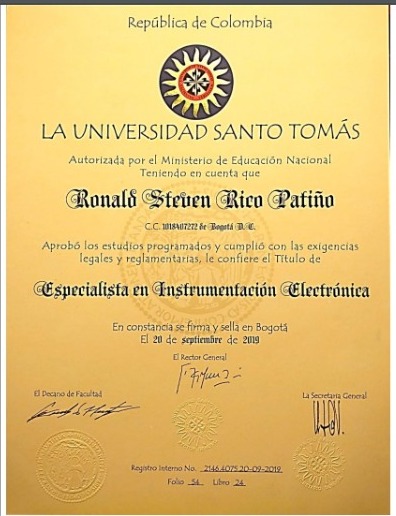 República de Colombia
LA UNIVERSIDAD SANTO TOMÁS
Autorizada por el Ministerio de Educación Nacional
Teniendo en cuenta que
Ronald Steven Rico Patiño
C.C. 1018407272 de Bogotá D. C.
Aprobó los estudios programados y cumplió con las exigencias
legales y reglamentarias, le confiere el Título de
Especialista en Instrumentación Electrónica
En constancia se firma y sella en Bogotá
El 20 de septiembre de 2019
El Rector General
El Decano de Facultad
La Secretaria General
Registro Interno No. 2146.4075.20-09-2019
Folio 54 Libro 24